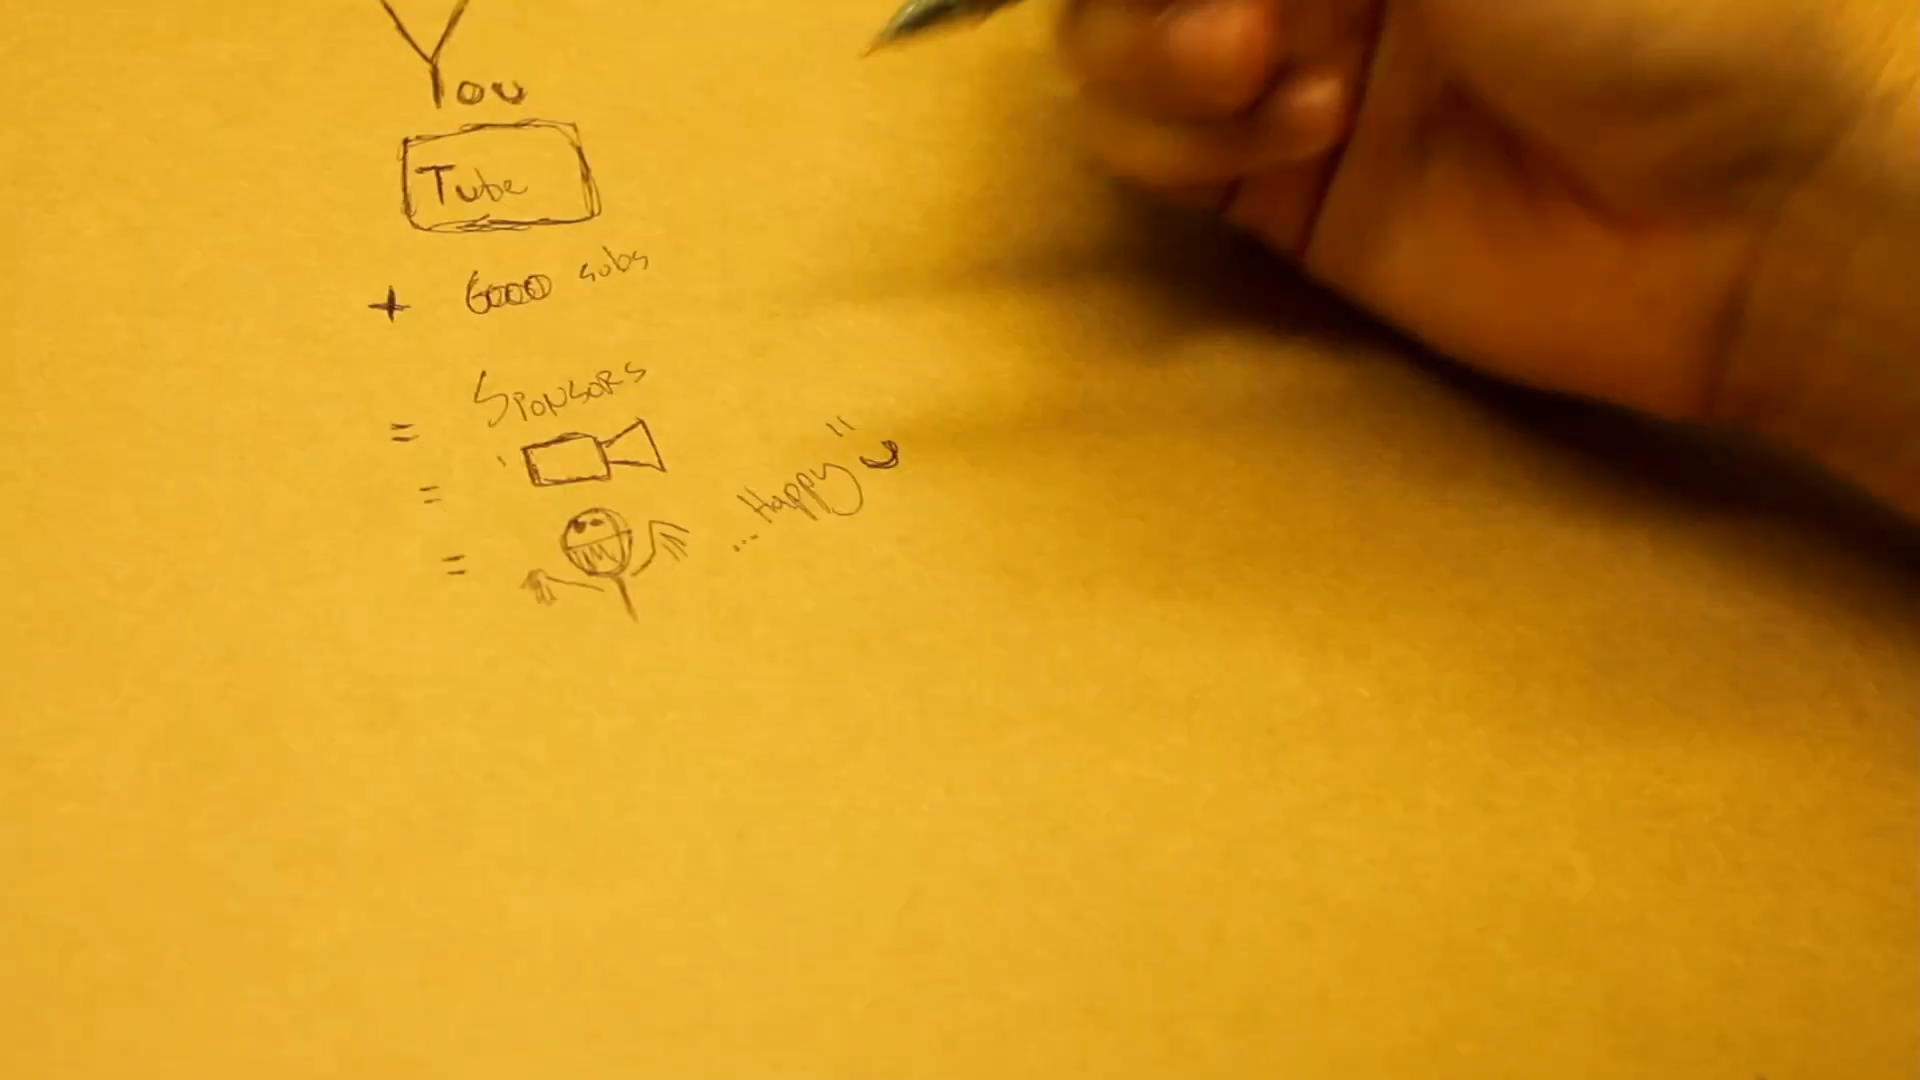 You
Tube
+ 6000 subs
= Sponsors
=
=
... Happy